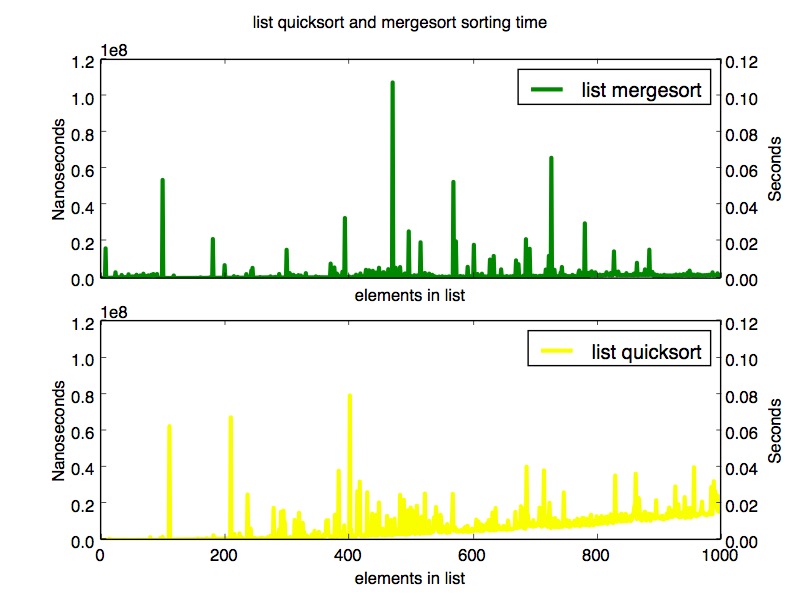 list quicksort and mergesort sorting time
1e8
1.2
1.0
0.8
0.6
0.4
0.2
0.0
Nanoseconds
list mergesort
0.12
0.10
0.08
0.06
0.04
0.02
0.00
Seconds
elements in list
1e8
1.2
1.0
0.8
0.6
0.4
0.2
0.0
Nanoseconds
list quicksort
0.12
0.10
0.08
0.06
0.04
0.02
0.00
Seconds
0 200 400 600 800 1000
elements in list